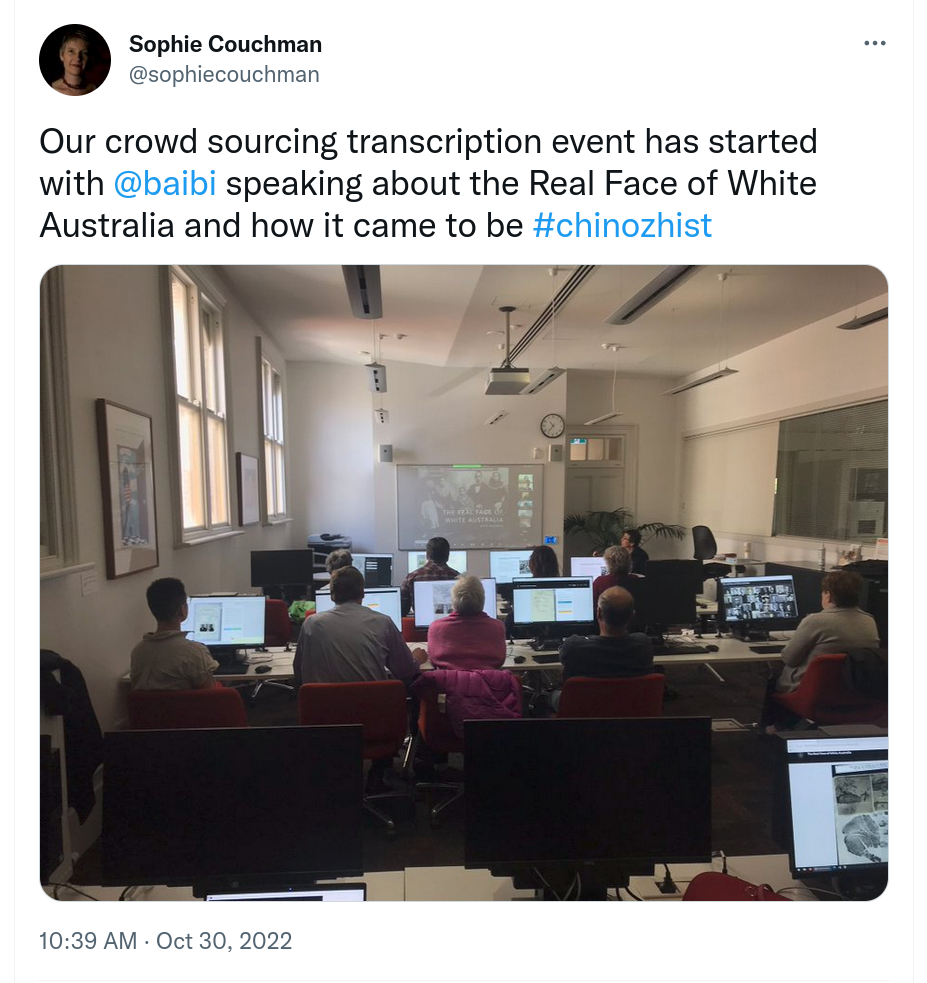 Sophie Couchman
@sophiecouchman
Our crowd sourcing transcription event has started
with @baibi speaking about the Real Face of White
Australia and how it came to be #chinozhist
THE REAL FACE OF
WHITE AUSTRALIA
10:39 AM · Oct 30, 2022